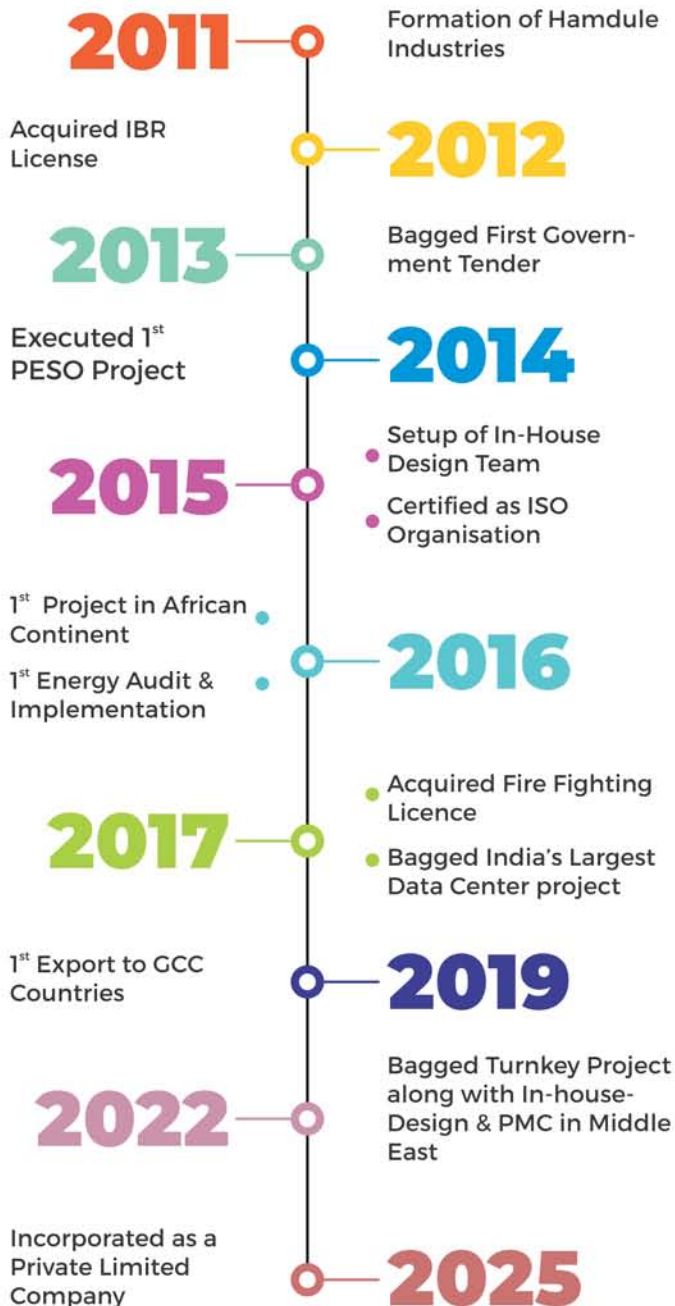 2011
Formation of Hamdule
Industries
Acquired IBR
License
2012
2013
Bagged First Govern-
ment Tender
Executed 1st
PESO Project
2014
2015
Setup of In-House
Design Team
Certified as ISO
Organisation
1st Project in African
Continent
1st Energy Audit &
Implementation
2016
2017
Acquired Fire Fighting
Licence
Bagged India's Largest
Data Center project
1st Export to GCC
Countries
2019
2022
Bagged Turnkey Project
along with In-house-
Design & PMC in Middle
East
Incorporated as a
Private Limited
Company
2025